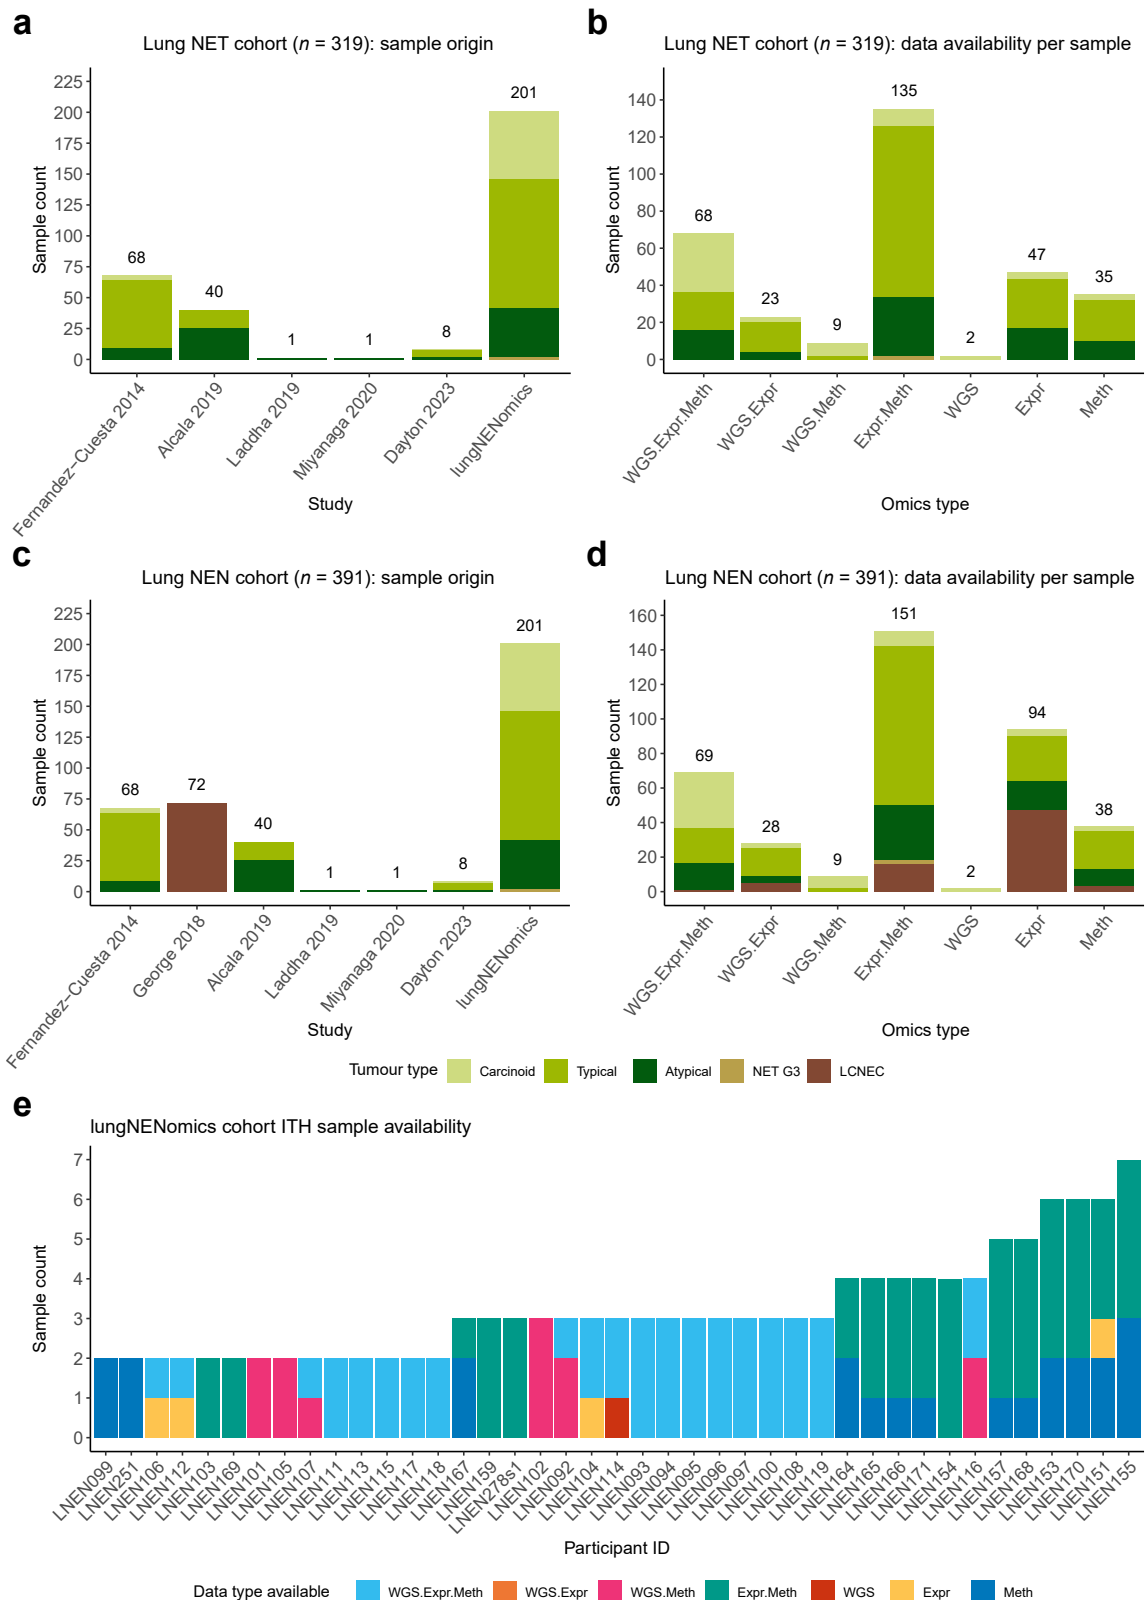 a
Lung NET cohort (n = 319): sample origin
Sample count
225
200
175
150
125
100
75
50
25
0
68
40
1
1
8
201
Fernandez−Cuesta 2014
Alcala 2019
Laddha 2019
Miyanaga 2020
Dayton 2023
lungNENomics
Study
b
Lung NET cohort (n = 319): data availability per sample
Sample count
140
120
100
80
60
40
20
0
68
23
9
135
2
47
35
WGS.Expr.Meth
WGS.Expr
WGS.Meth
Expr.Meth
WGS
Expr
Meth
Omics type
c
Lung NEN cohort (n = 391): sample origin
Sample count
225
200
175
150
125
100
75
50
25
0
68
72
40
1
1
8
201
Fernandez−Cuesta 2014
George 2018
Alcala 2019
Laddha 2019
Miyanaga 2020
Dayton 2023
lungNENomics
Study
d
Lung NEN cohort (n = 391): data availability per sample
Sample count
160
140
120
100
80
60
40
20
0
69
28
9
151
2
94
38
WGS.Expr.Meth
WGS.Expr
WGS.Meth
Expr.Meth
WGS
Expr
Meth
Omics type
Tumour type Carcinoid Typical Atypical NET G3 LCNEC
e
lungNENomics cohort ITH sample availability
Sample count
7
6
5
4
3
2
1
0
LNEN099
LNEN251
LNEN106
LNEN112
LNEN103
LNEN169
LNEN101
LNEN105
LNEN107
LNEN111
LNEN113
LNEN115
LNEN117
LNEN118
LNEN167
LNEN159
LNEN278s1
LNEN102
LNEN092
LNEN104
LNEN114
LNEN093
LNEN094
LNEN095
LNEN096
LNEN097
LNEN100
LNEN108
LNEN119
LNEN164
LNEN165
LNEN166
LNEN171
LNEN154
LNEN116
LNEN157
LNEN168
LNEN153
LNEN170
LNEN151
LNEN155
Participant ID
Data type available WGS.Expr.Meth WGS.Expr WGS.Meth Expr.Meth WGS Expr Meth